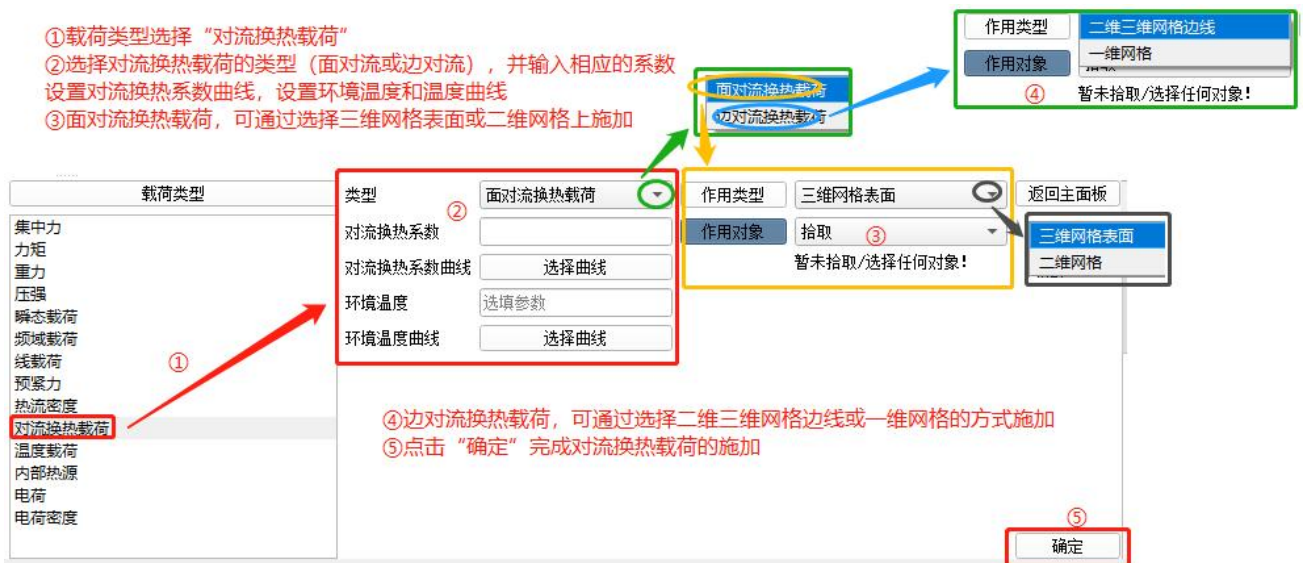 ①载荷类型选择“对流换热载荷”
②选择对流换热载荷的类型（面对流或边对流），并输入相应的系数
设置对流换热系数曲线，设置环境温度和温度曲线
③面对流换热载荷，可通过选择三维网格表面或二维网格上施加
作用类型
二维三维网格边线
一维网格
作用对象
④
暂未拾取/选择任何对象!
面对流换热载荷
边对流换热载荷
载荷类型
集中力
力矩
重力
压强
瞬态载荷
频域载荷
线载荷
预紧力
热流密度
对流换热载荷
温度载荷
内部热源
电荷
电荷密度
①
类型
面对流换热载荷
②
对流换热系数
对流换热系数曲线
选择曲线
环境温度
选填参数
环境温度曲线
选择曲线
作用类型
三维网格表面
作用对象
拾取
③
暂未拾取/选择任何对象!
返回主面板
三维网格表面
二维网格
④边对流换热载荷，可通过选择二维三维网格边线或一维网格的方式施加
⑤点击“确定”完成对流换热载荷的施加
⑤
确定